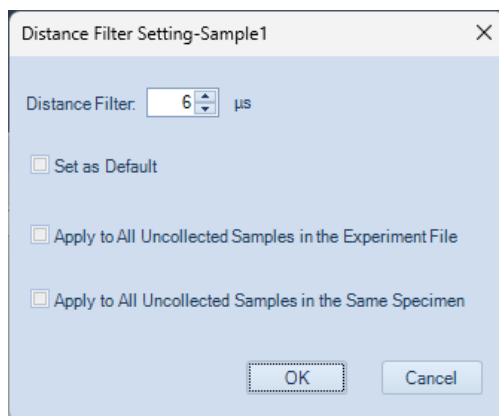 Distance Filter Setting-Sample1
Distance Filter: 6 µs
Set as Default
Apply to All Uncollected Samples in the Experiment File
Apply to All Uncollected Samples in the Same Specimen
OK Cancel